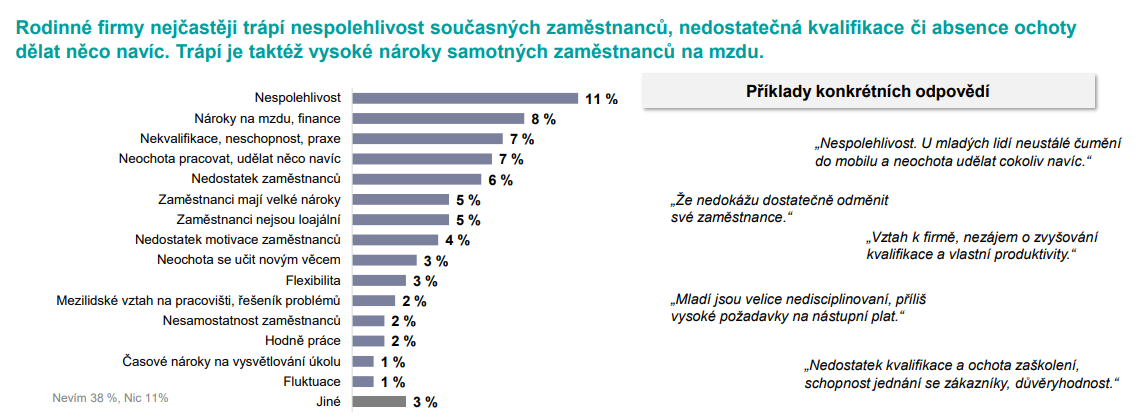 Rodinné firmy nejčastěji trápí nespolehlivost současných zaměstnanců, nedostatečná kvalifikace či absence ochoty
dělat něco navíc. Trápí je taktéž vysoké nároky samotných zaměstnanců na mzdu.
Nespolehlivost 11 %
Nároky na mzdu, finance 8 %
Nekvalifikace, neschopnost, praxe 7 %
Neochota pracovat, udělat něco navíc 7 %
Nedostatek zaměstnanců 6 %
Zaměstnanci mají velké nároky 5 %
Zaměstnanci nejsou loajální 5 %
Nedostatek motivace zaměstnanců 4 %
Neochota se učit novým věcem 3 %
Flexibilita 3 %
Mezilidské vztah na pracovišti, řešeník problémů 2 %
Nesamostatnost zaměstnanců 2 %
Hodně práce 2 %
Časové nároky na vysvětlování úkolu 1 %
Fluktuace 1 %
Jiné 3 %
Nevím 38 %, Nic 11%
Příklady konkrétních odpovědí
„Nespolehlivost. U mladých lidí neustálé čumění
do mobilu a neochota udělat cokoliv navíc.“
„Že nedokážu dostatečně odměnit
své zaměstnance.“
„Vztah k firmě, nezájem o zvyšování
kvalifikace a vlastní produktivity.“
„Mladí jsou velice nedisciplinovaní, příliš
vysoké požadavky na nástupní plat.“
„Nedostatek kvalifikace a ochota zaškolení,
schopnost jednání se zákazníky, důvěryhodnost.“